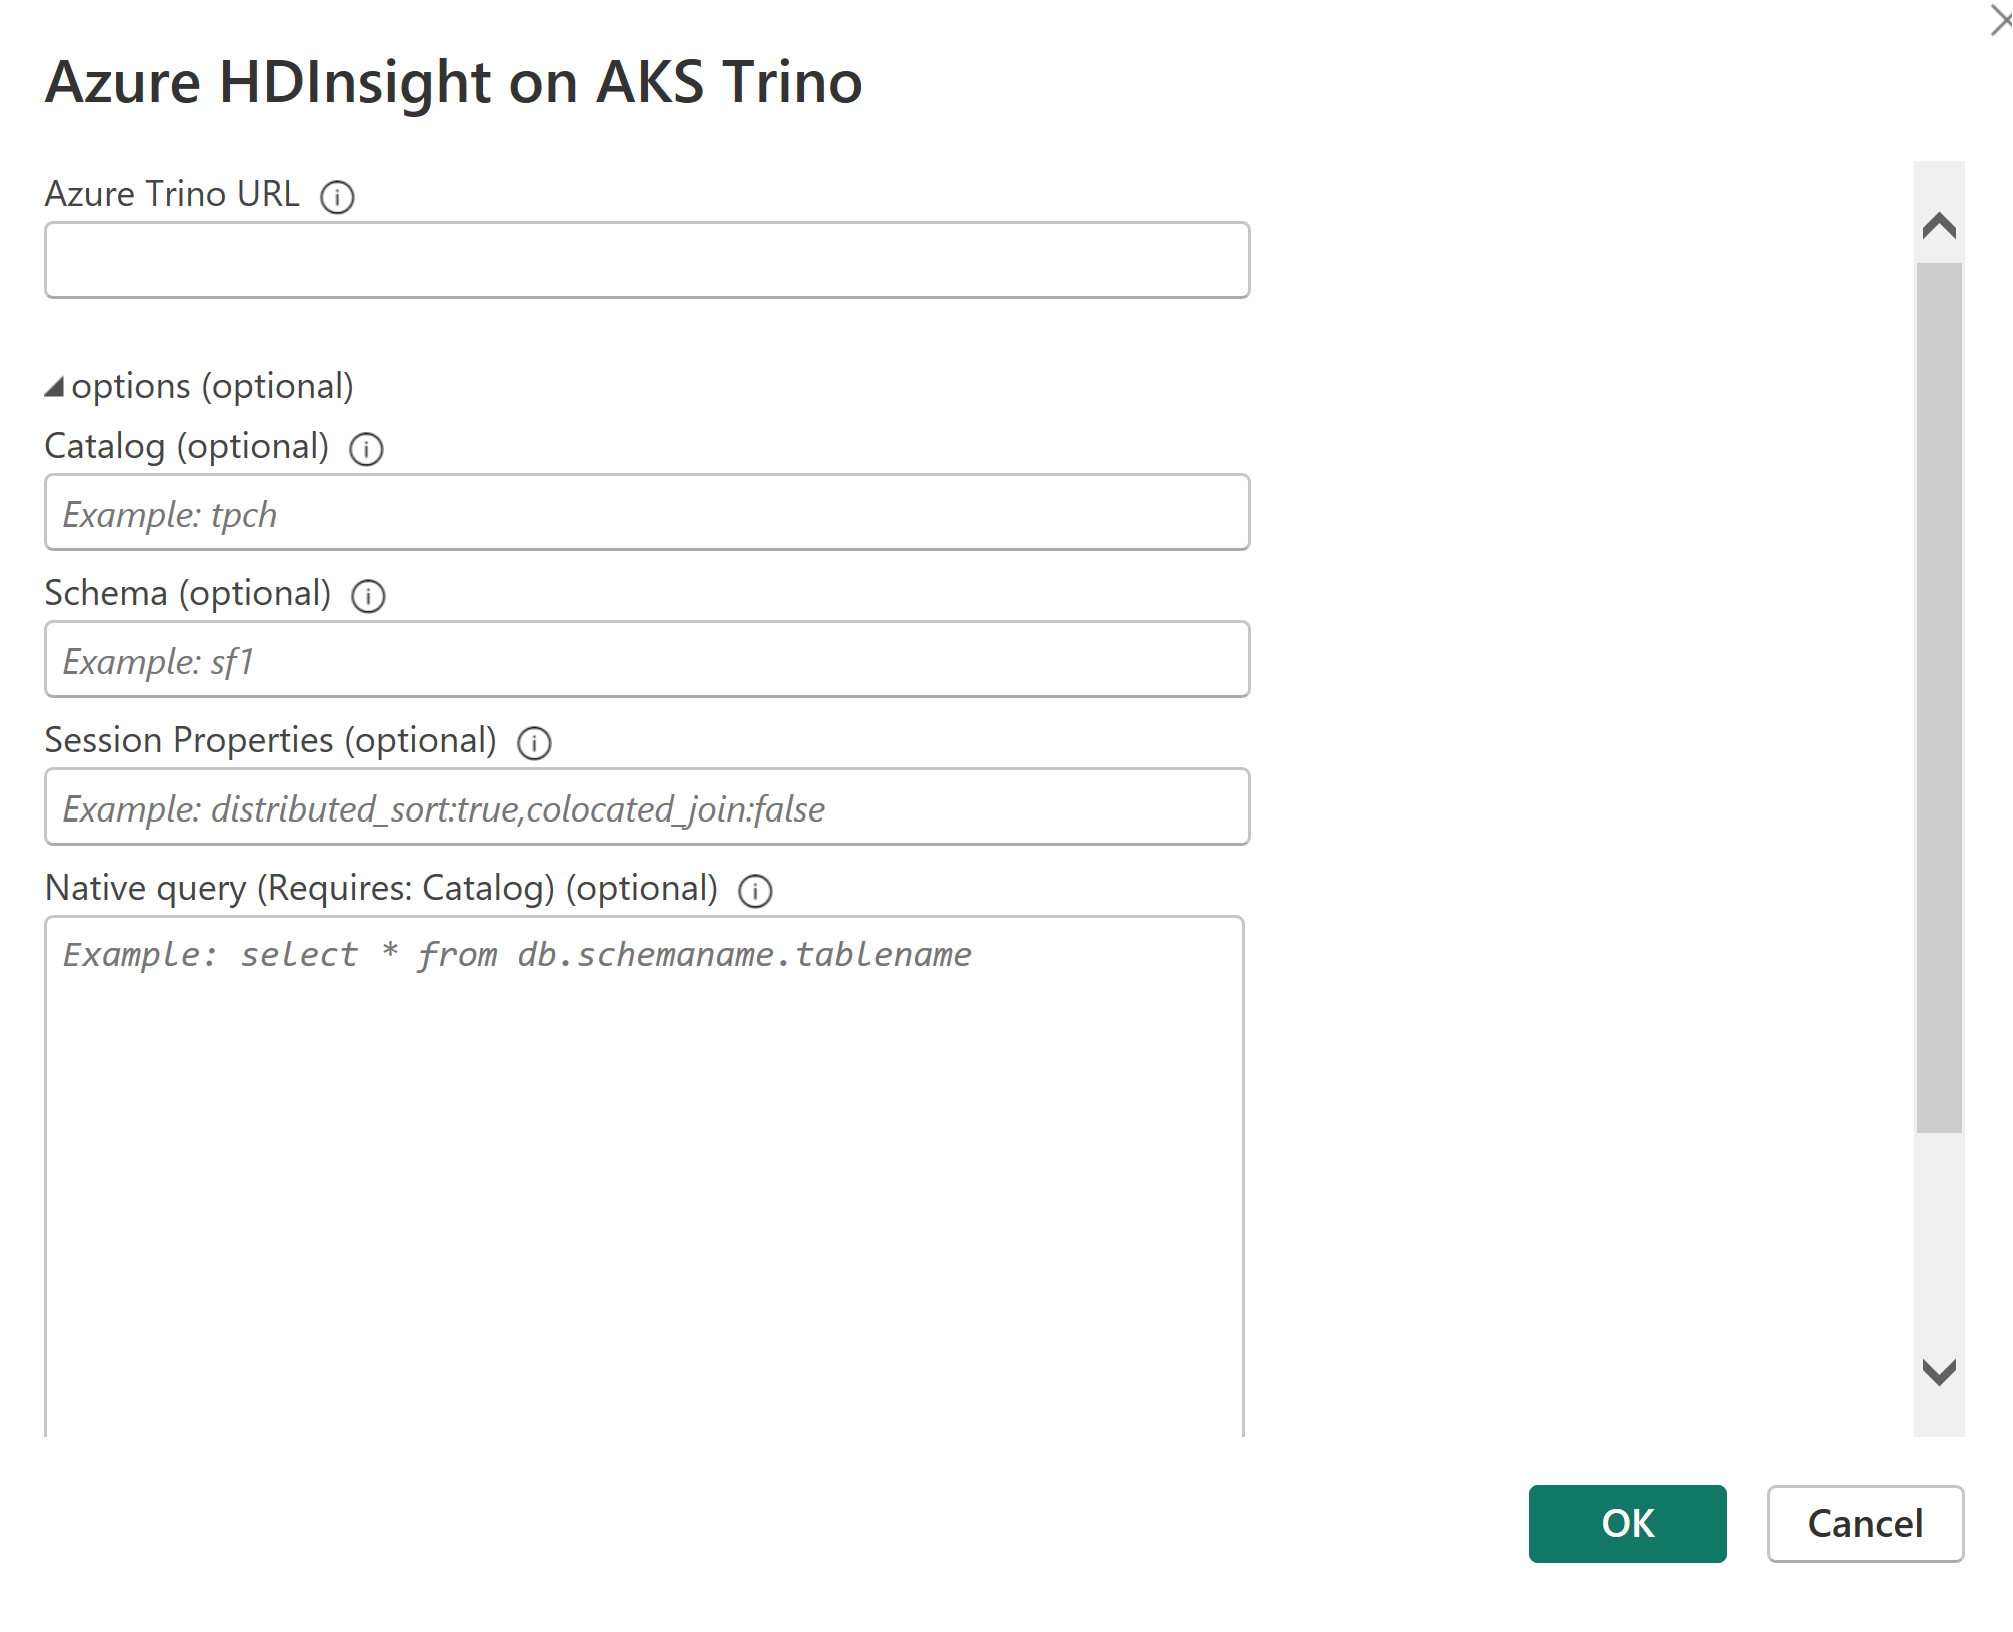 Azure HDInsight on AKS Trino
Azure Trino URL
options (optional)
Catalog (optional)
Example: tpch
Schema (optional)
Example: sf1
Session Properties (optional)
Example: distributed_sort:true,colocated_join:false
Native query (Requires: Catalog) (optional)
Example: select * from db.schemaname.tablename
OK
Cancel